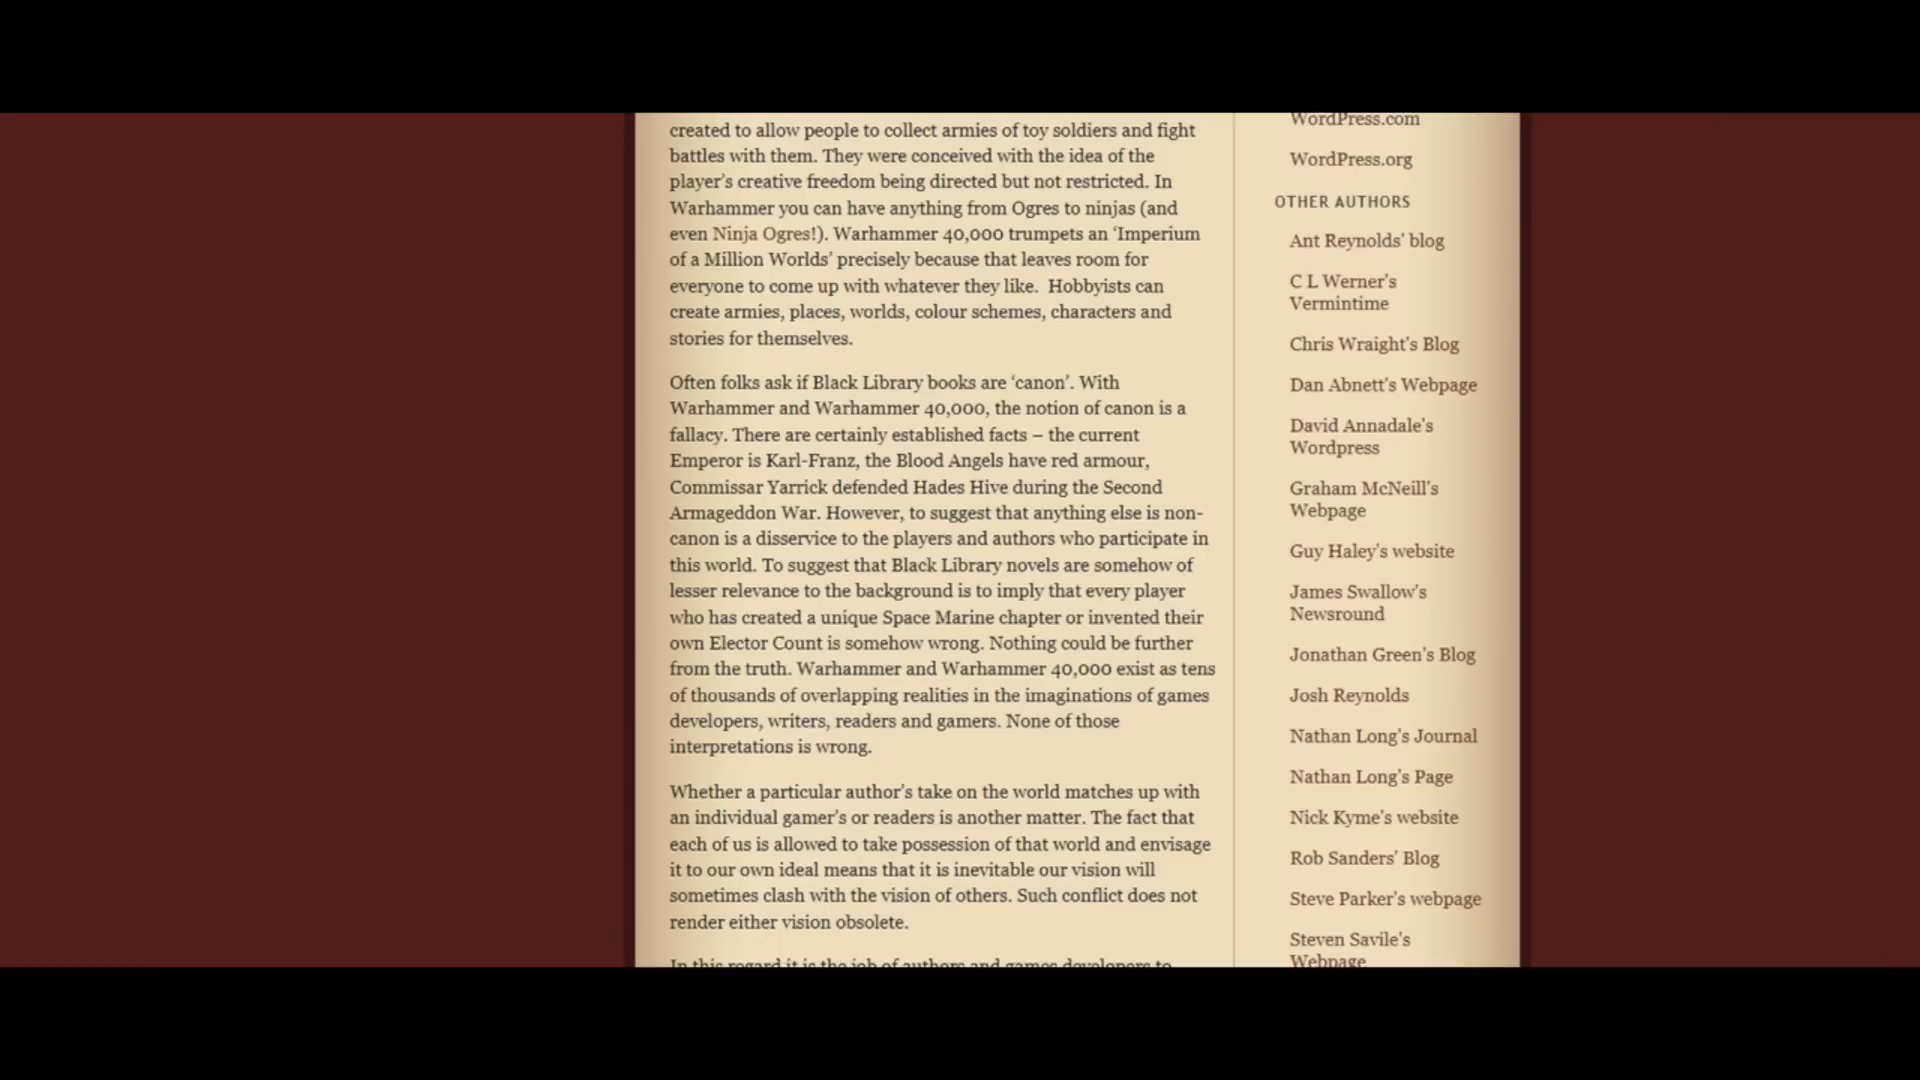 created to allow people to collect armies of toy soldiers and fight
battles with them. They were conceived with the idea of the
player’s creative freedom being directed but not restricted. In
Warhammer you can have anything from Ogres to ninjas (and
even Ninja Ogres!). Warhammer 40,000 trumpets an ‘Imperium
of a Million Worlds’ precisely because that leaves room for
everyone to come up with whatever they like.  Hobbyists can
create armies, places, worlds, colour schemes, characters and
stories for themselves.
Often folks ask if Black Library books are ‘canon’. With
Warhammer and Warhammer 40,000, the notion of canon is a
fallacy. There are certainly established facts – the current
Emperor is Karl-Franz, the Blood Angels have red armour,
Commissar Yarrick defended Hades Hive during the Second
Armageddon War. However, to suggest that anything else is non-
canon is a disservice to the players and authors who participate in
this world. To suggest that Black Library novels are somehow of
lesser relevance to the background is to imply that every player
who has created a unique Space Marine chapter or invented their
own Elector Count is somehow wrong. Nothing could be further
from the truth. Warhammer and Warhammer 40,000 exist as tens
of thousands of overlapping realities in the imaginations of games
developers, writers, readers and gamers. None of those
interpretations is wrong.
Whether a particular author’s take on the world matches up with
an individual gamer’s or readers is another matter. The fact that
each of us is allowed to take possession of that world and envisage
it to our own ideal means that it is inevitable our vision will
sometimes clash with the vision of others. Such conflict does not
render either vision obsolete.
In this regard it is the job of authors and games developers to
WordPress.com
WordPress.org
OTHER AUTHORS
Ant Reynolds’ blog
C L Werner’s
Vermintime
Chris Wraight’s Blog
Dan Abnett’s Webpage
David Annadale’s
Wordpress
Graham McNeill’s
Webpage
Guy Haley’s website
James Swallow’s
Newsround
Jonathan Green’s Blog
Josh Reynolds
Nathan Long’s Journal
Nathan Long’s Page
Nick Kyme’s website
Rob Sanders’ Blog
Steve Parker’s webpage
Steven Savile’s
Webpage